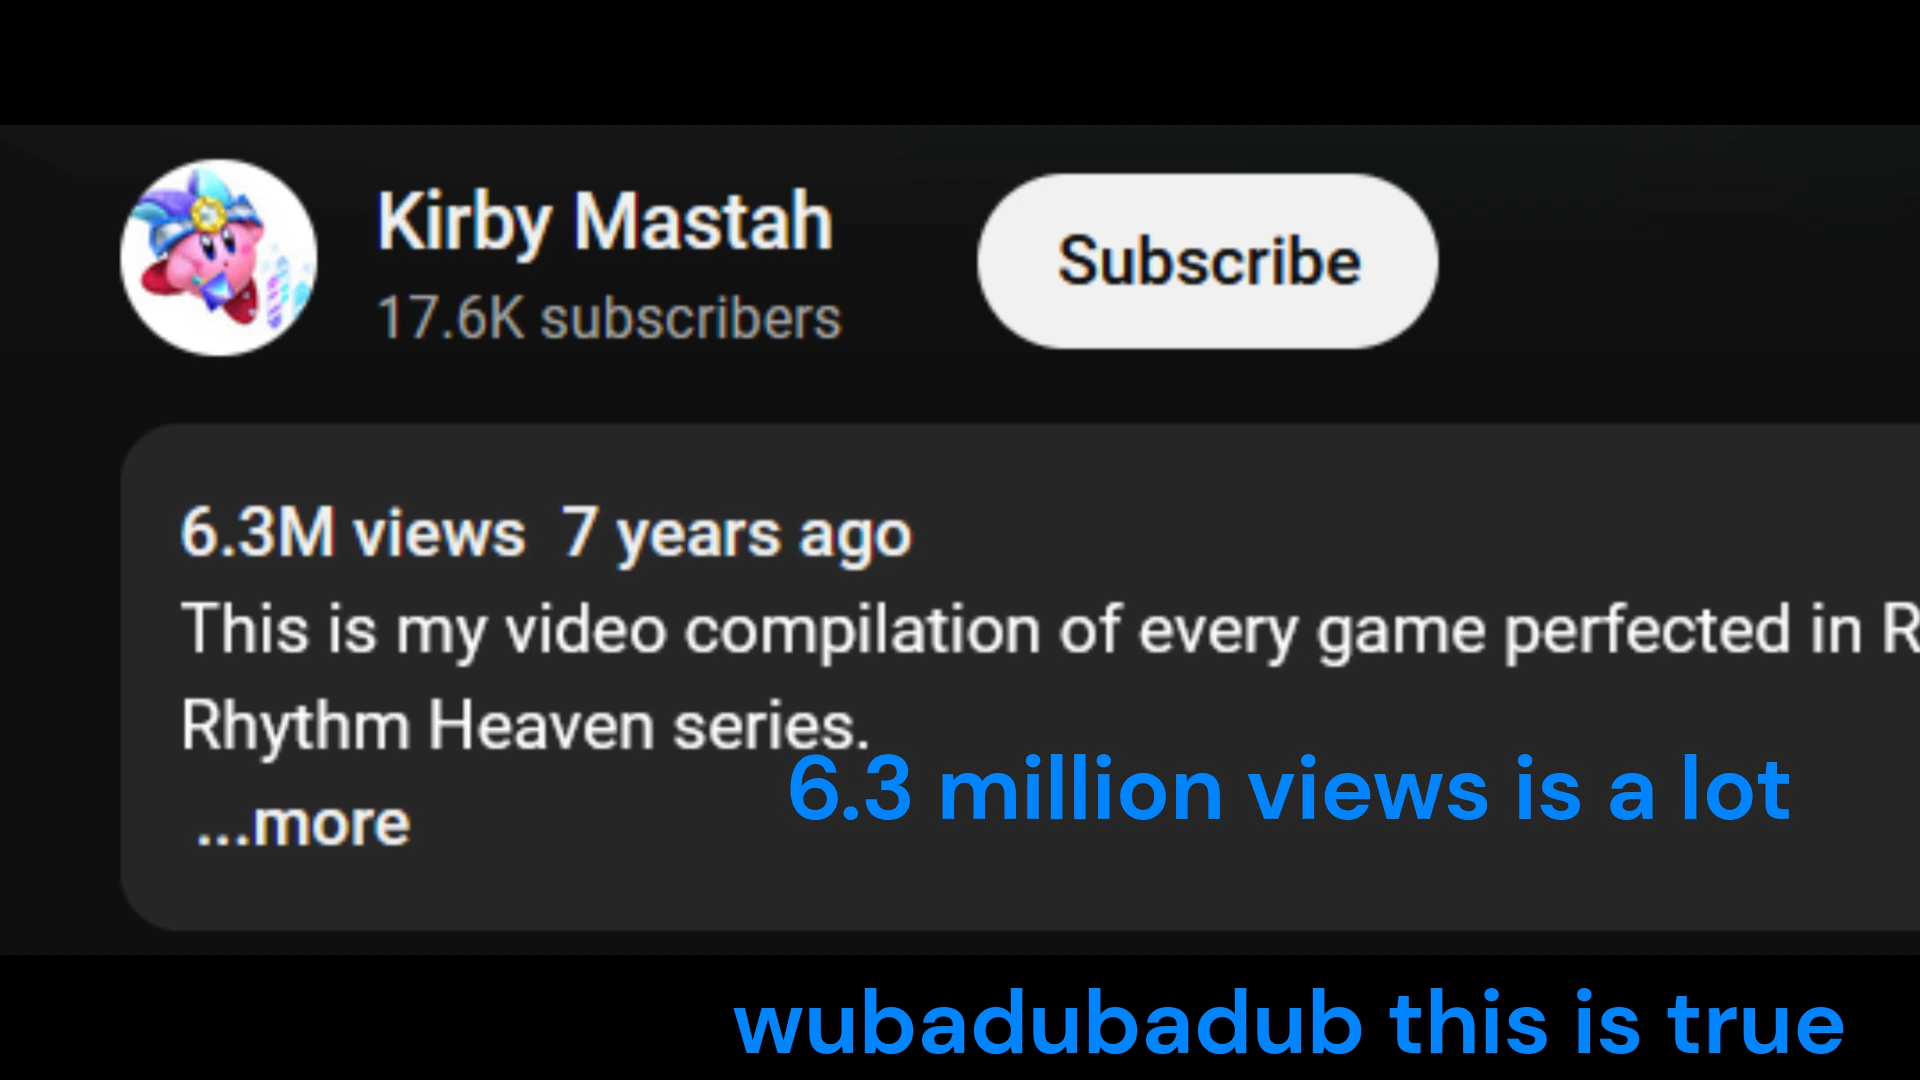 Kirby Mastah
17.6K subscribers
Subscribe
6.3M views 7 years ago
This is my video compilation of every game perfected in R
Rhythm Heaven series.
...more
6.3 million views is a lot
wubadubadub this is true